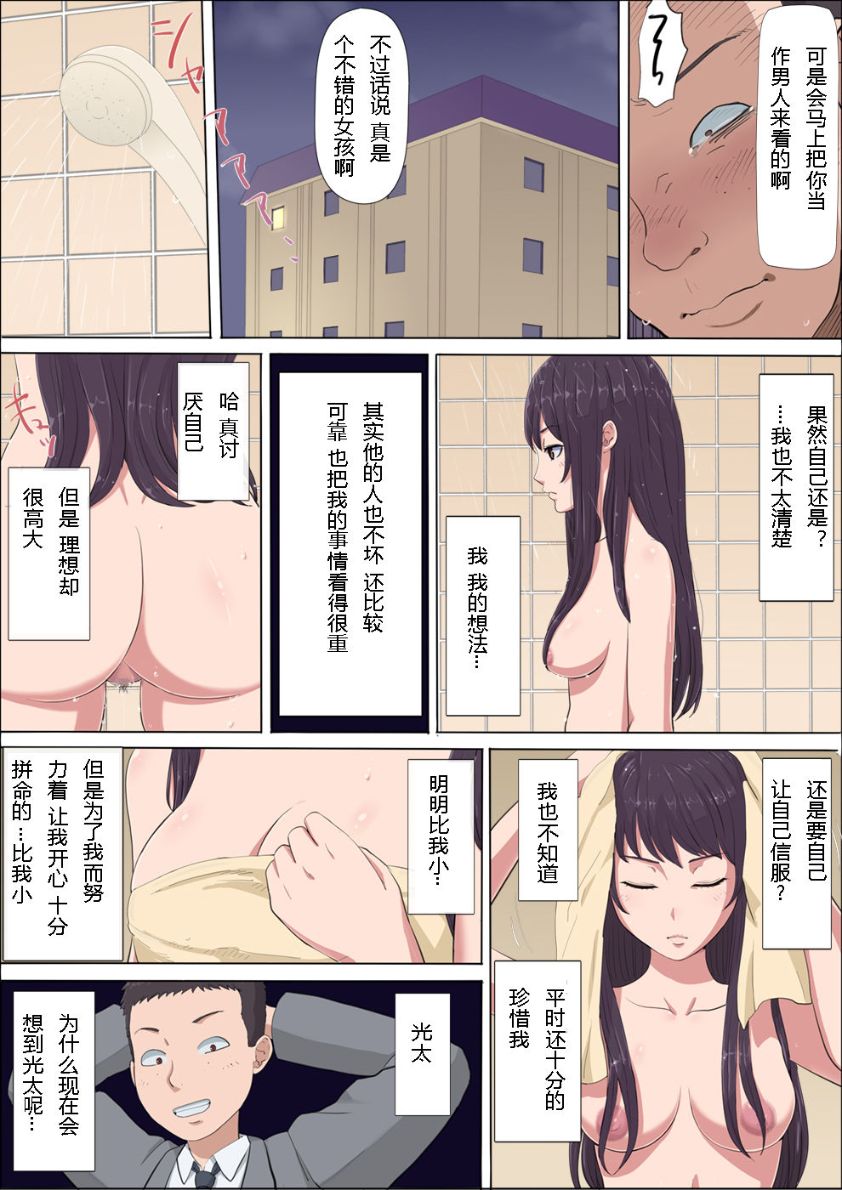 可是会马上把你当
作男人来看的啊
不过话说 真是
个不错的女孩啊
果然自己还是?
…我也不太清楚
我 我的想法…
其实他的人也不坏 还比较
可靠 也把我的事情看得很重
哈 真讨
厌自己
但是 理想却
很高大
还是要自己
让自己信服?
我也不知道
平时还十分的
珍惜我
明明比我小…
但是为了我而努
力着 让我开心 十分
拼命的…比我小
光太
为什么现在会
想到光太呢…